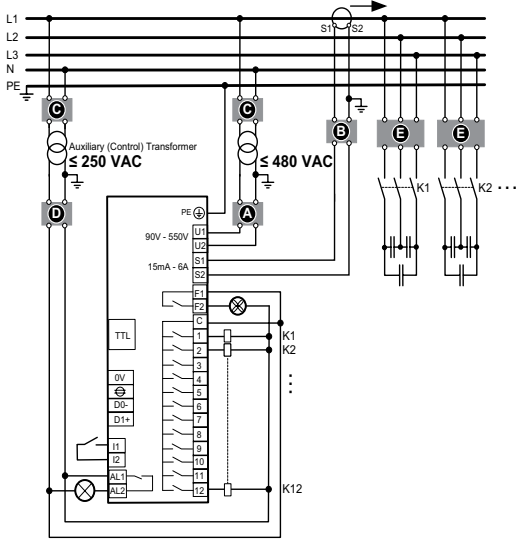 L1
S1 S2
L2
L3
N
PE
C C
B E E
Auxiliary (Control) Transformer
≤ 250 VAC ≤ 480 VAC
K1 K2 ...
D A
PE
90V - 550V U1
U2
15mA - 6A S1
S2
F1
F2
C
TTL 1 K1
2 K2
3
0V 4
5
D0- 6
D1+ 7
8
I1 9
I2 10
AL1 11
AL2 12 K12